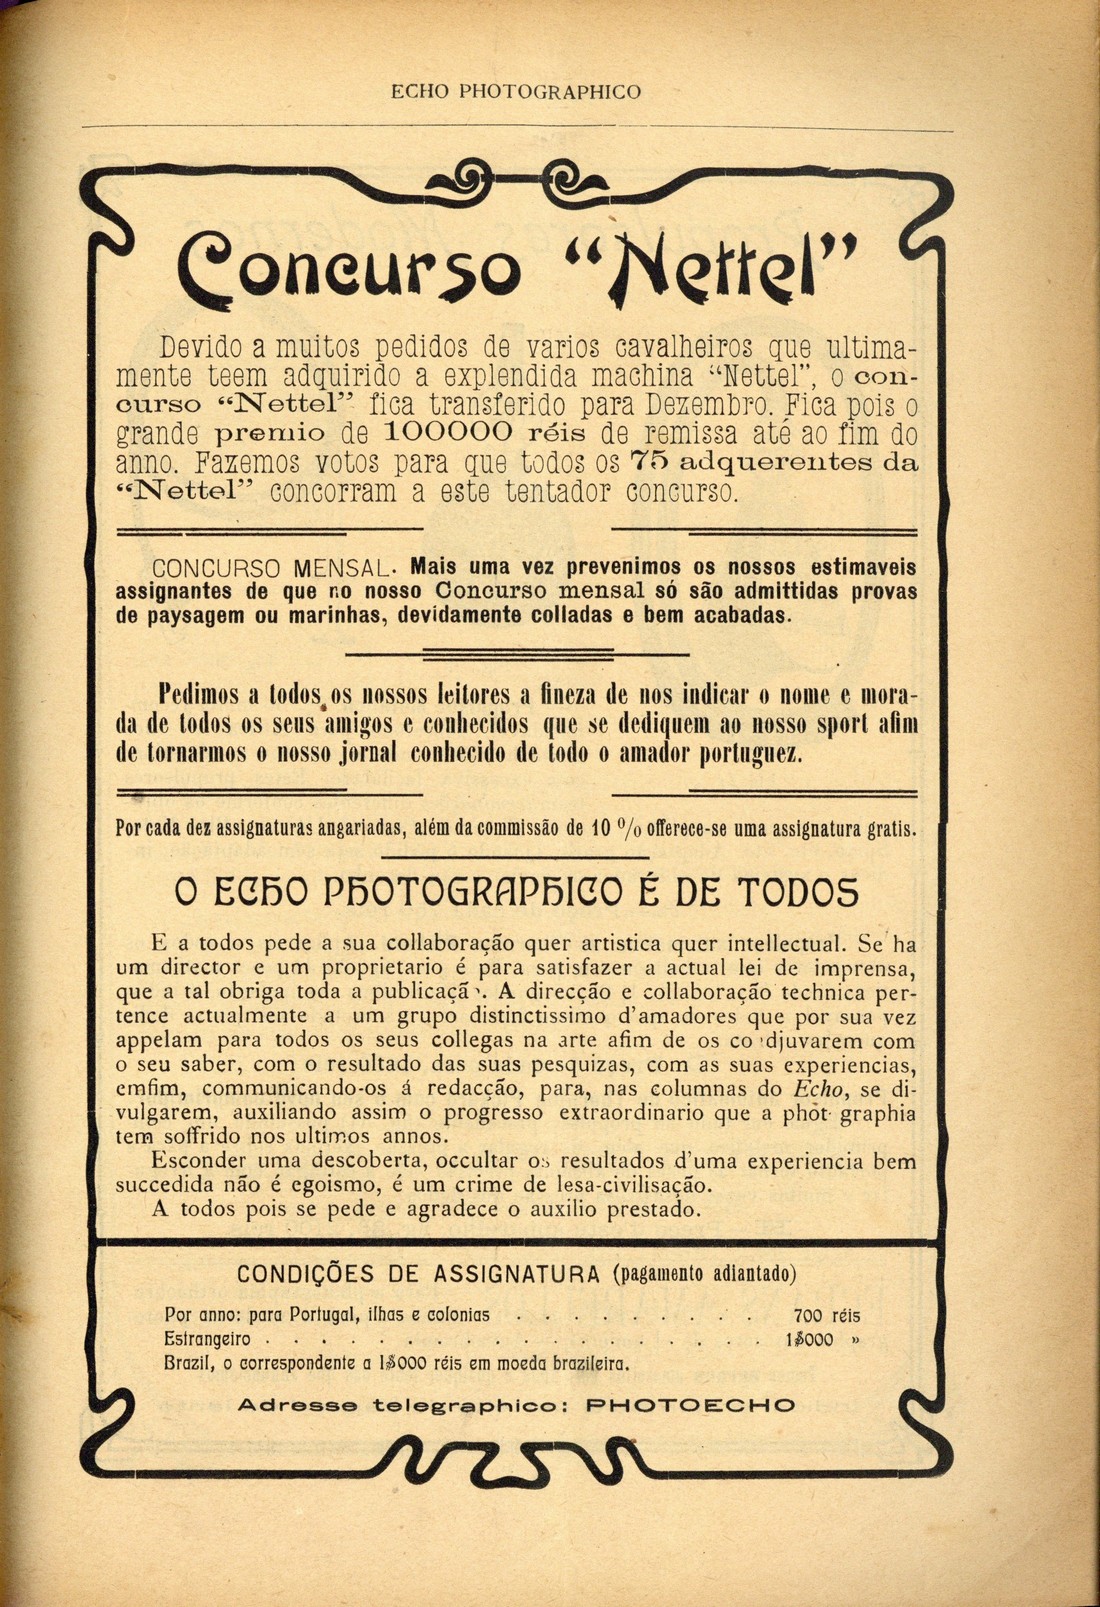 ECHO PHOTOGRAPHICO
Concurso “Nettel”
Devido a muitos pedidos de varios cavalheiros que ultima-
mente teem adquirido a explendida machina “Nettel”, o con-
curso “Nettel” fica transferido para Dezembro. Fica pois o
grande premio de 100000 réis de remissa até ao fim do
anno. Fazemos votos para que todos os 75 adquerentes da
“Nettel” concorram a este tentador concurso.
CONCURSO MENSAL. Mais uma vez prevenimos os nossos estimaveis
assignantes de que no nosso Concurso mensal só são admittidas provas
de paysagem ou marinhas, devidamente colladas e bem acabadas.
Pedimos a todos os nossos leitores a fineza de nos indicar o nome e mora-
da de todos os seus amigos e conhecidos que se dediquem ao nosso sport afim
de tornarmos o nosso jornal conhecido de todo o amador portuguez.
Por cada dez assignaturas angariadas, além da commissão de 10 % offerece-se uma assignatura gratis.
O ECHO PHOTOGRAPHICO É DE TODOS
E a todos pede a sua collaboração quer artistica quer intellectual. Se ha
um director e um proprietario é para satisfazer a actual lei de imprensa,
que a tal obriga toda a publicaçã. A direcção e collaboração technica per-
tence actualmente a um grupo distinctissimo d’amadores que por sua vez
appelam para todos os seus collegas na arte afim de os co djuvarem com
o seu saber, com o resultado das suas pesquizas, com as suas experiencias,
emfim, communicando-os á redacção, para, nas columnas do Echo, se di-
vulgarem, auxiliando assim o progresso extraordinario que a phot graphia
tem soffrido nos ultimos annos.
Esconder uma descoberta, occultar os resultados d’uma experiencia bem
succedida não é egoismo, é um crime de lesa-civilisação.
A todos pois se pede e agradece o auxilio prestado.
CONDIÇÕES DE ASSIGNATURA (pagamento adiantado)
Por anno: para Portugal, ilhas e colonias . . . . . . . . . 700 réis
Estrangeiro . . . . . . . . . . . . . . . . . . 1$000 »
Brazil, o correspondente a 1$000 réis em moeda brazileira.
Adresse telegraphico: PHOTOECHO